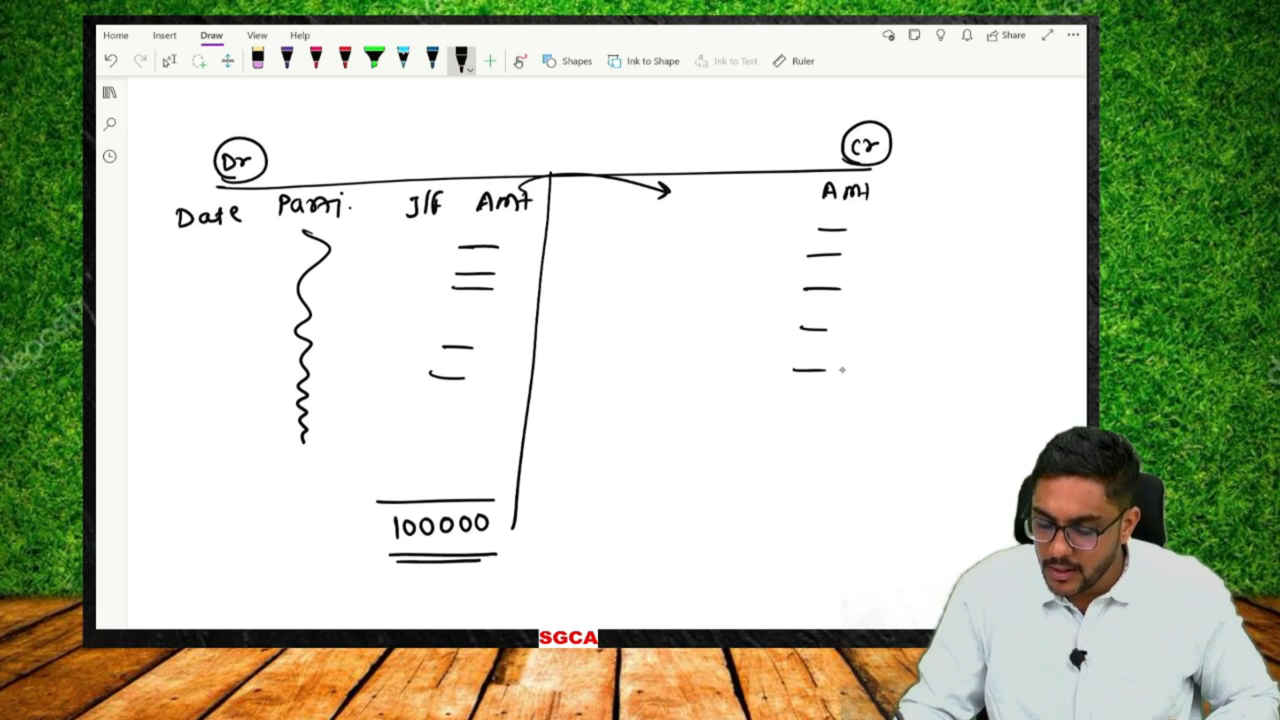 Home Insert Draw View Help Share
Shapes Ink to Shape Ink to Text Ruler
Dr Cr
Date J/F Amt Amt
100000
SGCA